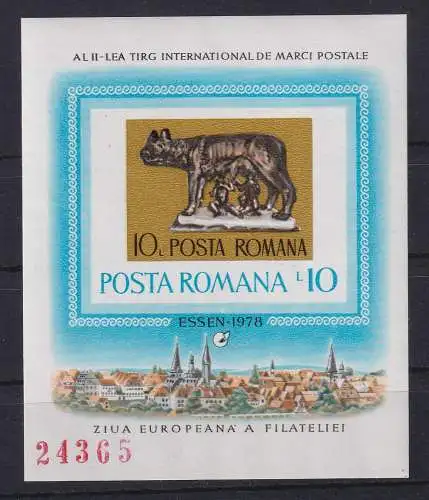 AL II-LEA TIRG INTERNATIONAL DE MARCI POSTALE
10L POSTA ROMANA
POSTA ROMANA L10
ESSEN-1978
ZIUA EUROPEANA A FILATELIEI
24365